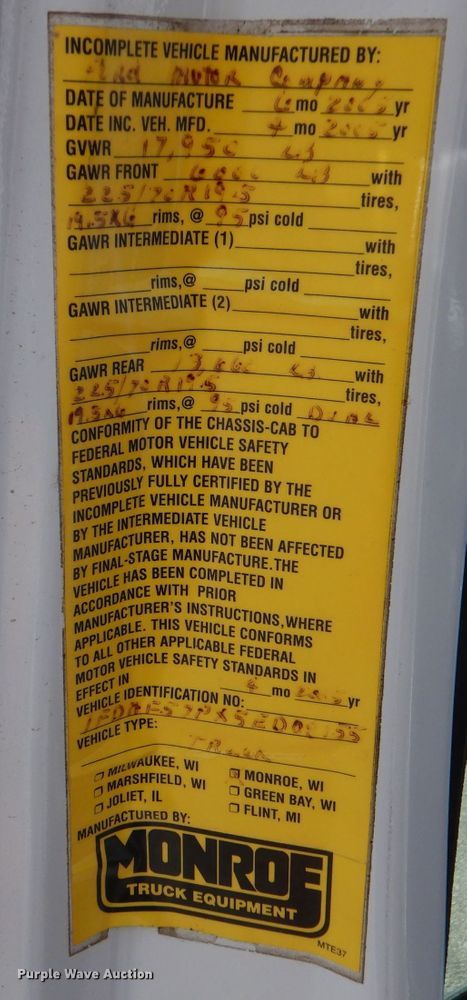 INCOMPLETE VEHICLE MANUFACTURED BY:
Motor Company
DATE OF MANUFACTURE 6 mo 2005 yr
DATE INC. VEH. MFD. 4 mo 2005 yr
GVWR 17,950 LB
GAWR FRONT LB with
225/70R19.5 tires,
19.5X6 rims, @ 95 psi cold
GAWR INTERMEDIATE (1) with
tires,
rims,@ psi cold
GAWR INTERMEDIATE (2) with
tires,
rims,@ psi cold
GAWR REAR LB with
225/70R19.5 tires,
19.5X6 rims,@ 95 psi cold DUAL
CONFORMITY OF THE CHASSIS-CAB TO
FEDERAL MOTOR VEHICLE SAFETY
STANDARDS, WHICH HAVE BEEN
PREVIOUSLY FULLY CERTIFIED BY THE
INCOMPLETE VEHICLE MANUFACTURER OR
BY THE INTERMEDIATE VEHICLE
MANUFACTURER, HAS NOT BEEN AFFECTED
BY FINAL-STAGE MANUFACTURE.THE
VEHICLE HAS BEEN COMPLETED IN
ACCORDANCE WITH PRIOR
MANUFACTURER'S INSTRUCTIONS,WHERE
APPLICABLE. THIS VEHICLE CONFORMS
TO ALL OTHER APPLICABLE FEDERAL
MOTOR VEHICLE SAFETY STANDARDS IN
EFFECT IN mo 2005 yr
VEHICLE IDENTIFICATION NO:
VEHICLE TYPE:
Truck
MILWAUKEE, WI MONROE, WI
MARSHFIELD, WI GREEN BAY, WI
JOLIET, IL FLINT, MI
MANUFACTURED BY:
MONROE
TRUCK EQUIPMENT
MTE37
Purple Wave Auction